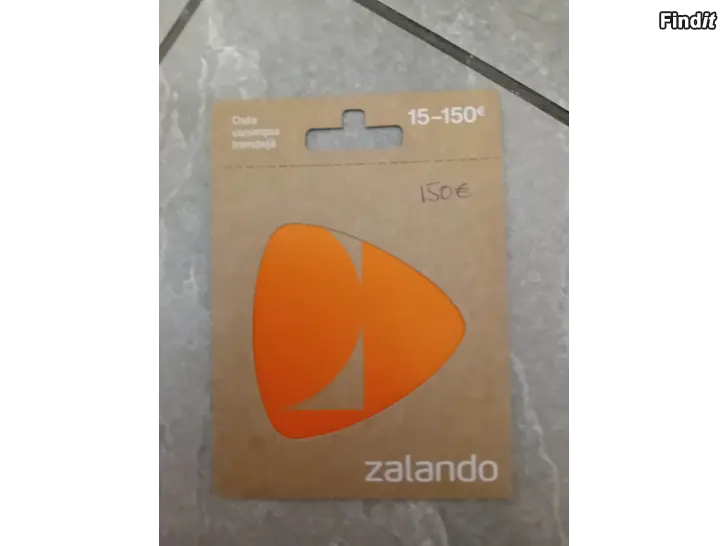 Findit
Osta
uusimpia
trendejä
15–150€
150€
zalando